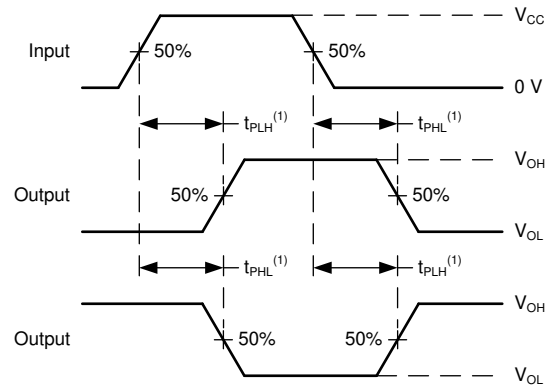 V_CC
Input 50% 50%
0 V
t_PLH^(1) t_PHL^(1)
V_OH
Output 50% 50%
V_OL
t_PHL^(1) t_PLH^(1)
V_OH
Output 50% 50%
V_OL